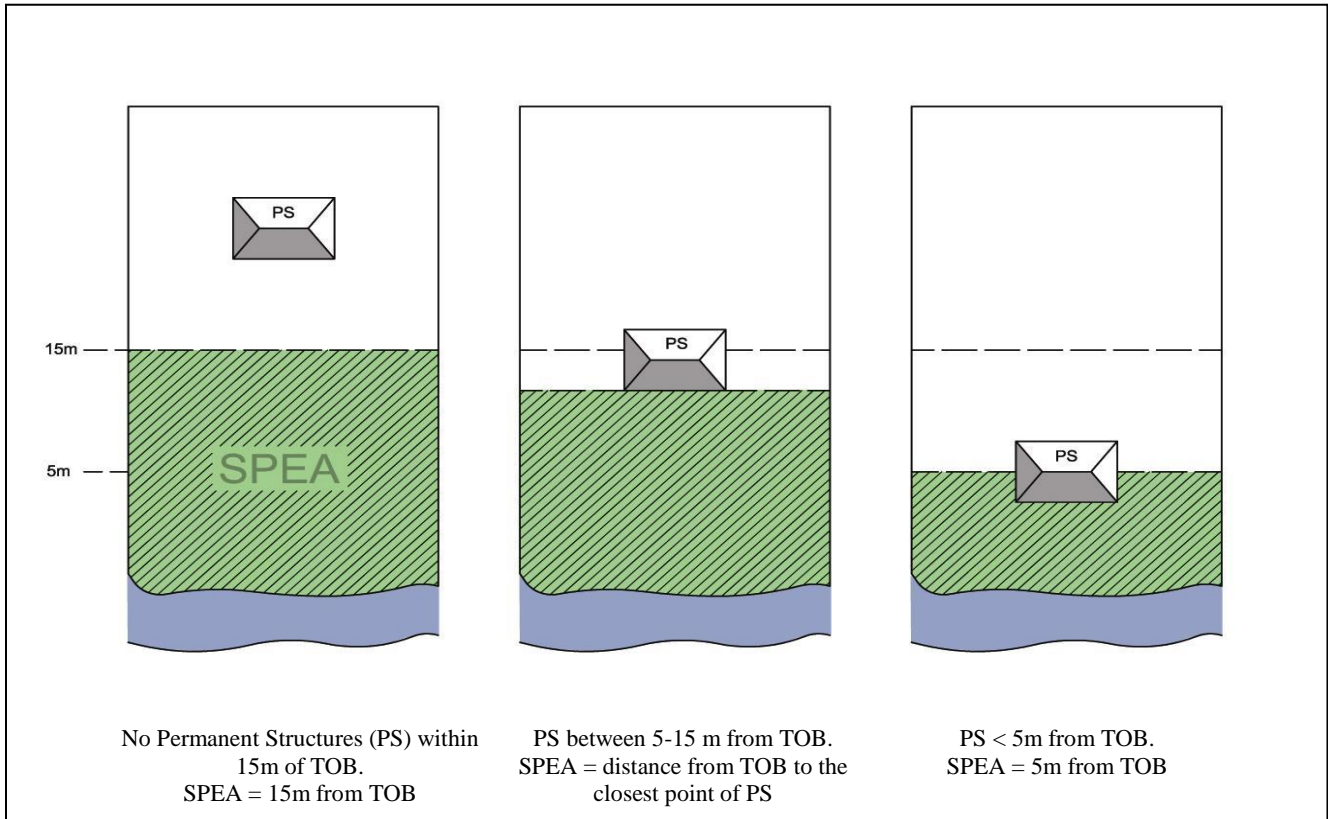 PS
PS
15m
PS
SPEA
5m
No Permanent Structures (PS) within
15m of TOB.
SPEA = 15m from TOB
PS between 5-15 m from TOB.
SPEA = distance from TOB to the
closest point of PS
PS < 5m from TOB.
SPEA = 5m from TOB